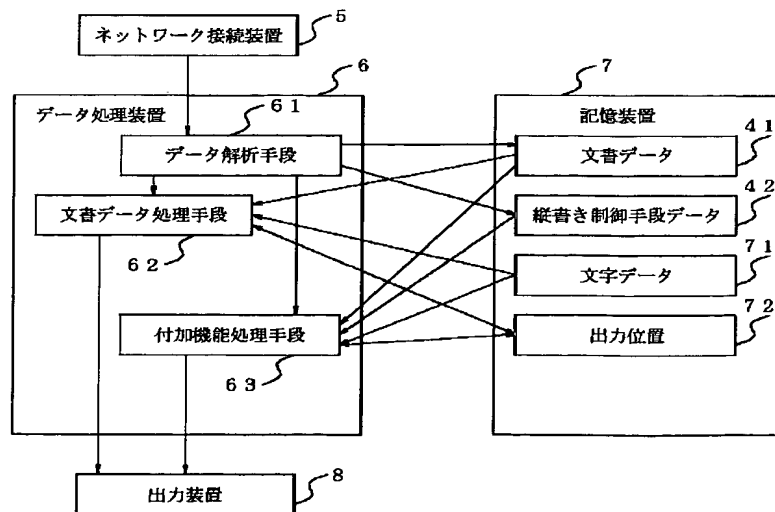 ネットワーク接続装置
5
6
データ処理装置
61
データ解析手段
文書データ処理手段
62
付加機能処理手段
63
7
記憶装置
41
文書データ
42
縦書き制御手段データ
71
文字データ
72
出力位置
出力装置
8